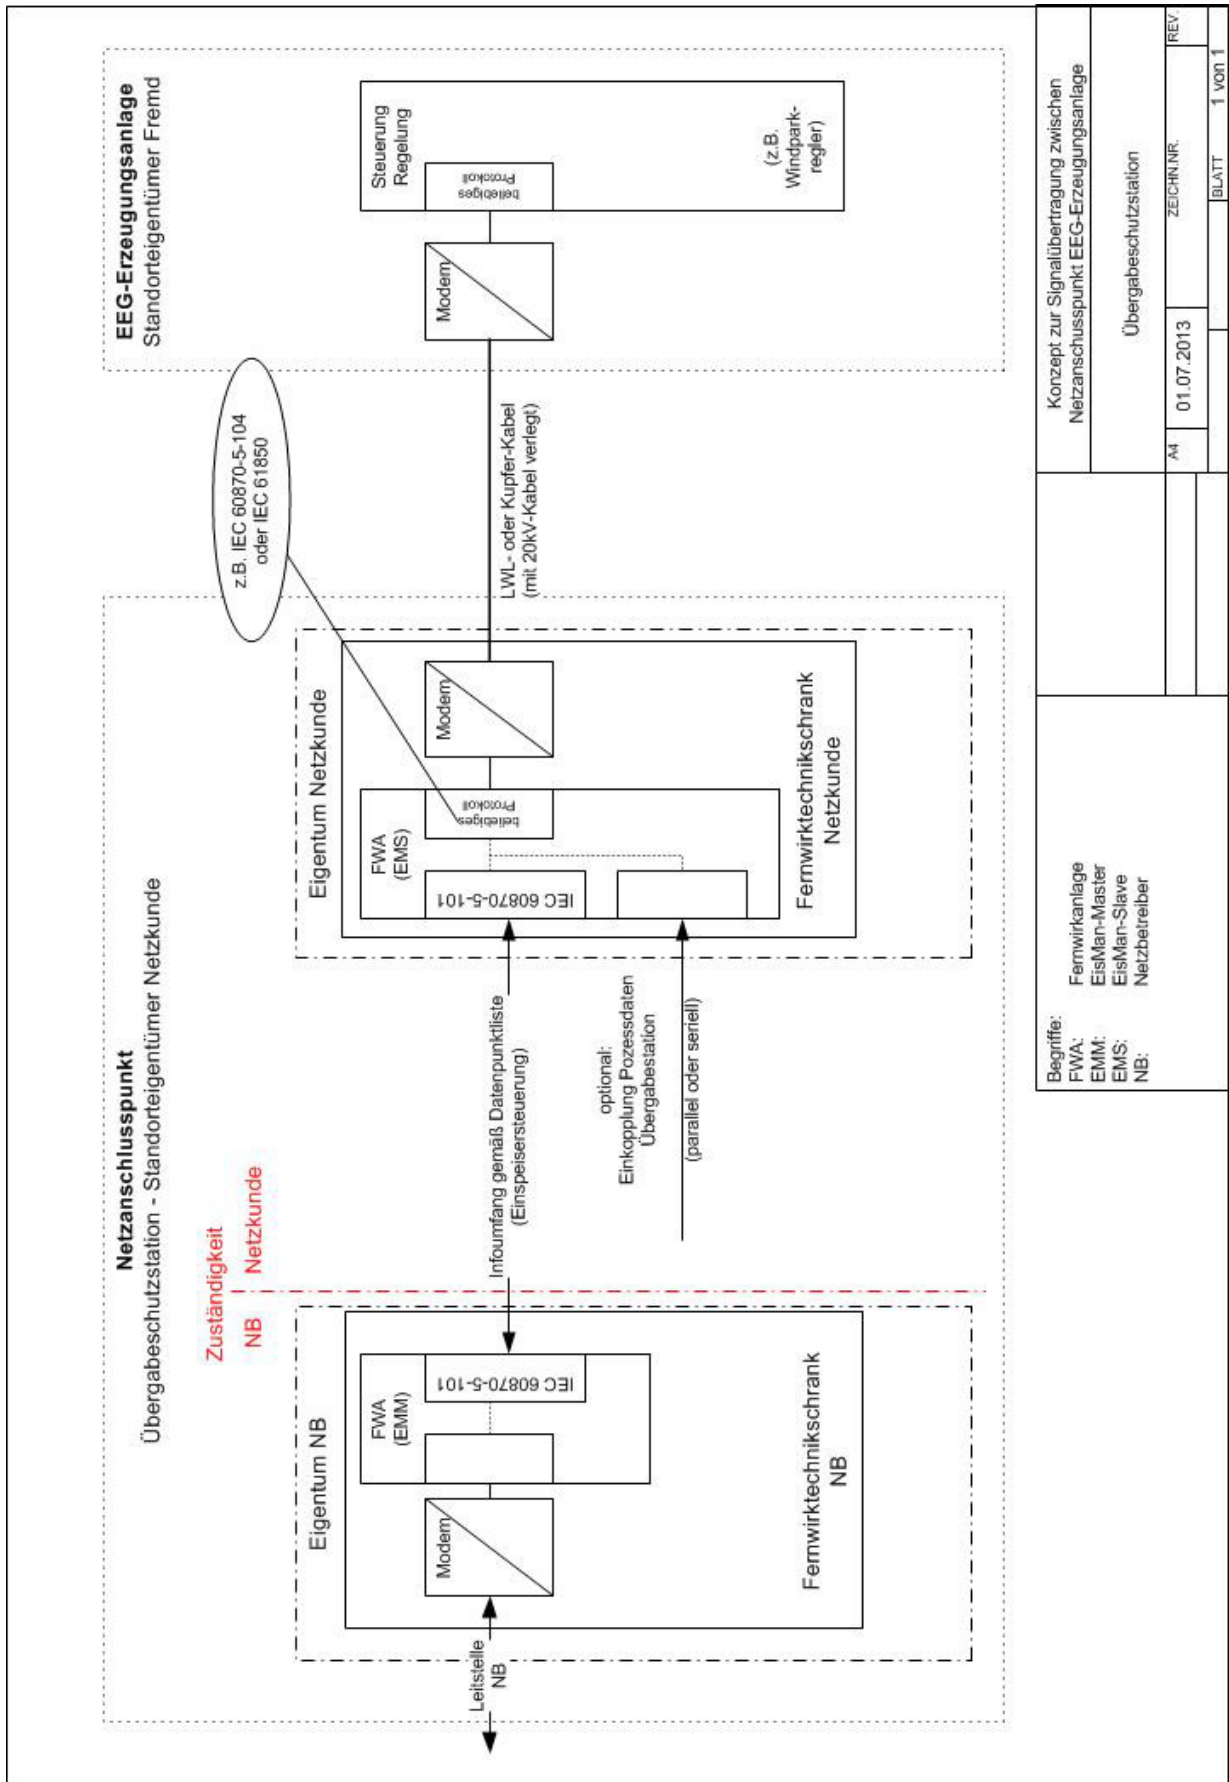 Netzanschlusspunkt
Übergabeschutzstation - Standorteigentümer Netzkunde
EEG-Erzeugungsanlage
Standorteigentümer Fremd
Zuständigkeit
NB
Netzkunde
z.B. IEC 60870-5-104
oder IEC 61850
Leitstelle
NB
Eigentum NB
Modem
FWA
(EMM)
IEC 60870-5-101
Fernwirktechnikschrank
NB
Infoumfang gemäß Datenpunktliste
(Einspeisersteuerung)
optional:
Einkopplung Pozessdaten
Übergabestation
(parallel oder seriell)
Eigentum Netzkunde
FWA
(EMS)
IEC 60870-5-101
beliebiges
Protokoll
Modem
Fernwirktechnikschrank
Netzkunde
LWL- oder Kupfer-Kabel
(mit 20kV-Kabel verlegt)
Modem
beliebiges
Protokoll
Steuerung
Regelung
(z.B.
Windpark-
regler)
Begriffe:
FWA: Fernwirkanlage
EMM: EisMan-Master
EMS: EisMan-Slave
NB: Netzbetreiber
Konzept zur Signalübertragung zwischen
Netzanschusspunkt EEG-Erzeugungsanlage
Übergabeschutzstation
A4 01.07.2013 ZEICHN.NR. REV.
BLATT 1 von 1